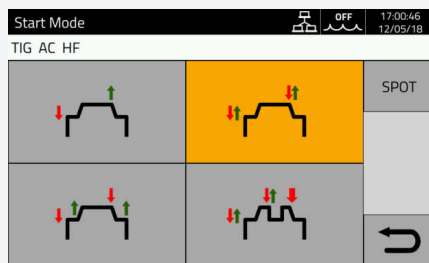 Start Mode
OFF
17:00:46
12/05/18
TIG AC HF
SPOT